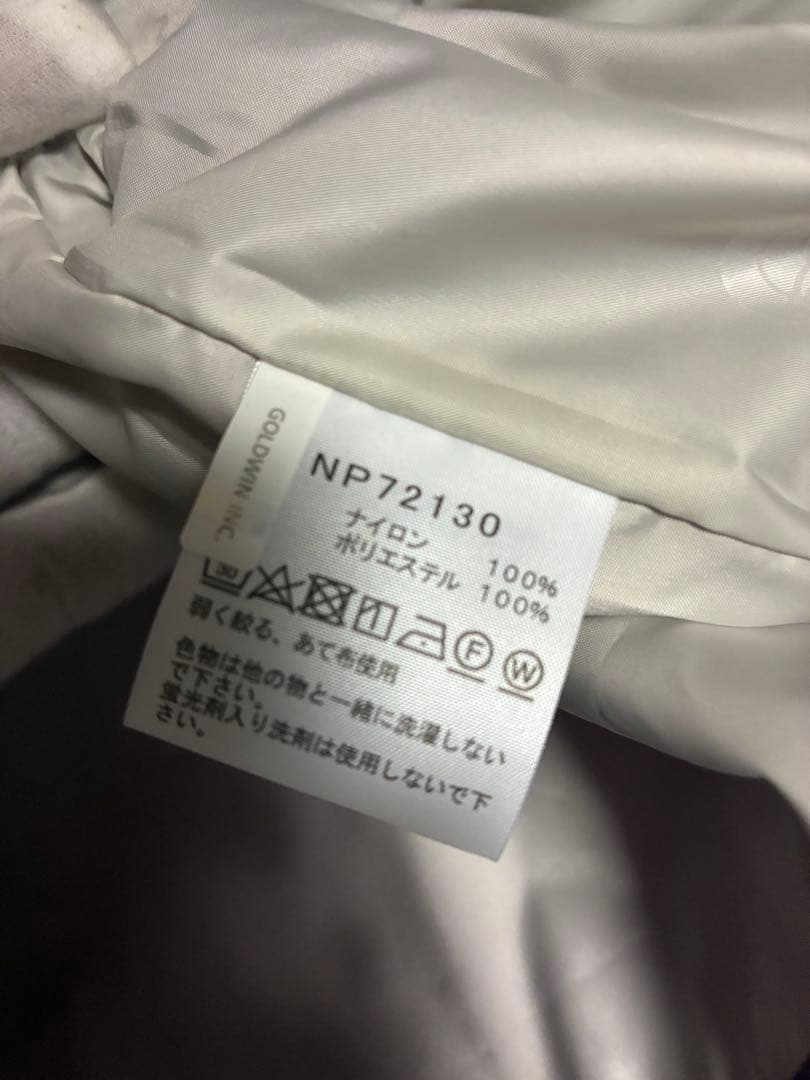 GOLDWIN INC.
NP72130
ナイロン 100%
ポリエステル 100%
30
F
W
弱く絞る、あて布使用
色物は他の物と一緒に洗濯しない
で下さい。
蛍光剤入り洗剤は使用しないで下
さい。